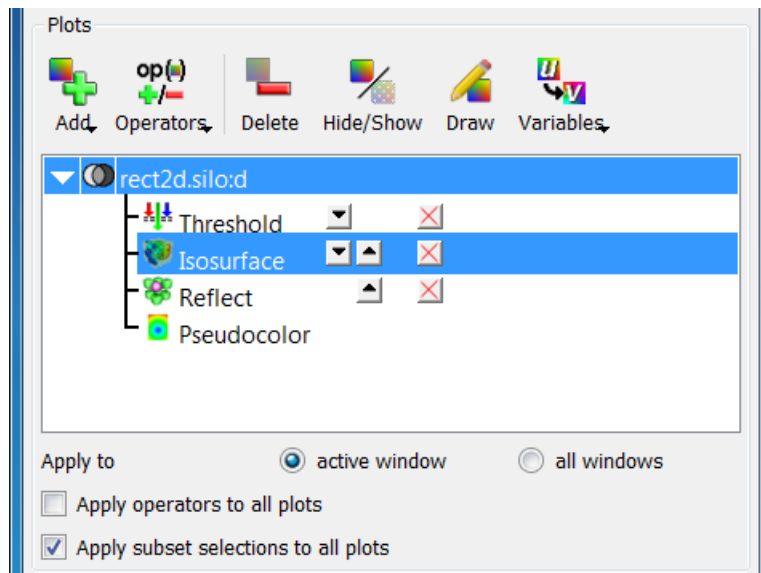 Plots
op( )
+/-
Add Operators Delete Hide/Show Draw Variables
u
v
rect2d.silo:d
Threshold
Isosurface
Reflect
Pseudocolor
Apply to active window all windows
Apply operators to all plots
Apply subset selections to all plots